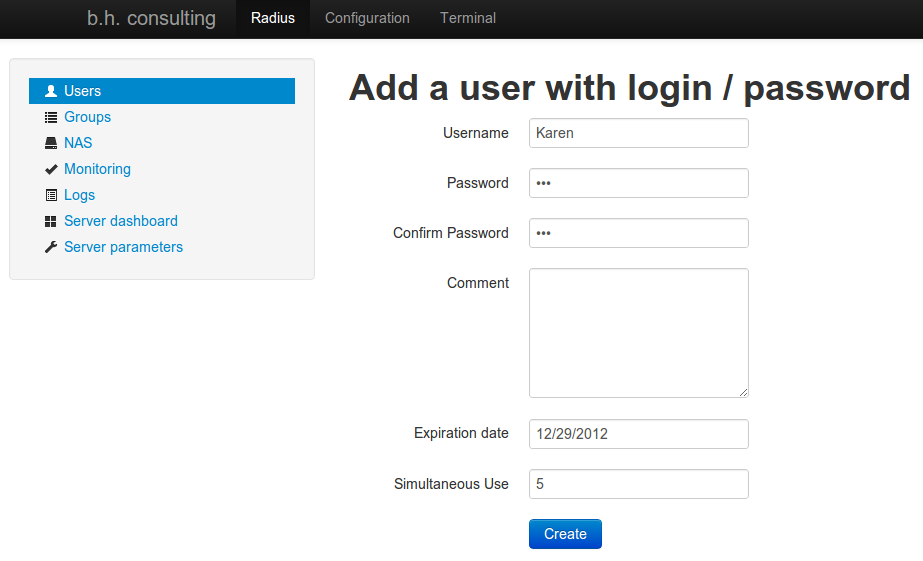 b.h. consulting Radius Configuration Terminal
Users
Groups
NAS
Monitoring
Logs
Server dashboard
Server parameters
Add a user with login / password
Username Karen
Password •••
Confirm Password •••
Comment
Expiration date 12/29/2012
Simultaneous Use 5
Create